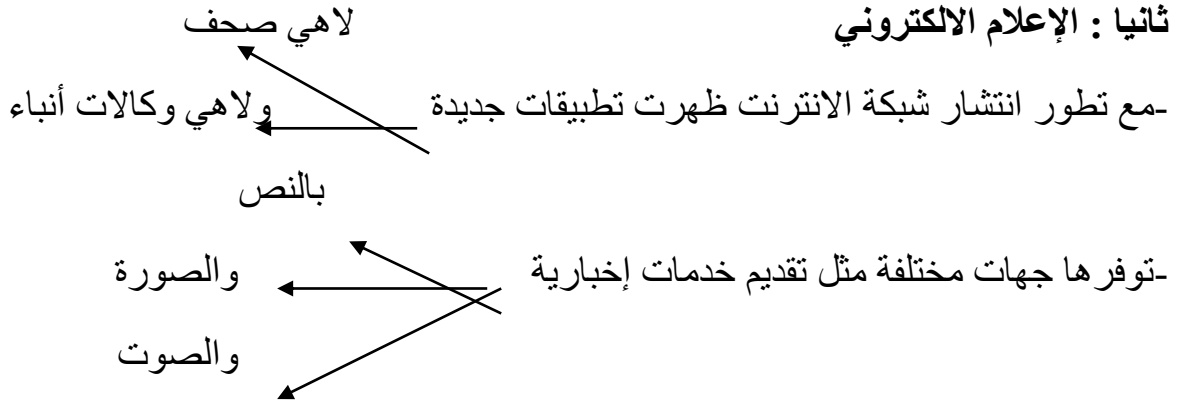 ثانيا : الإعلام الالكتروني
لاهي صحف
-مع تطور انتشار شبكة الانترنت ظهرت تطبيقات جديدة
ولاهي وكالات أنباء
بالنص
-توفرها جهات مختلفة مثل تقديم خدمات إخبارية
والصورة
والصوت